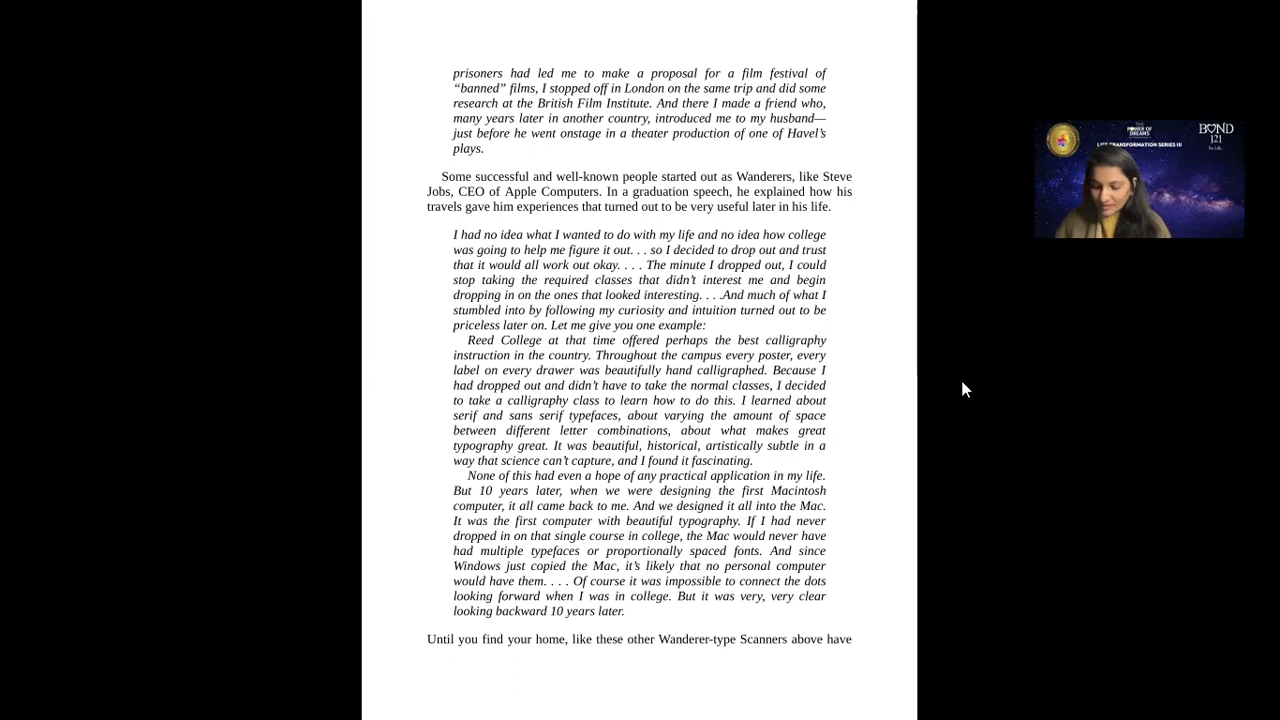 prisoners had led me to make a proposal for a film festival of
“banned” films, I stopped off in London on the same trip and did some
research at the British Film Institute. And there I made a friend who,
many years later in another country, introduced me to my husband—
just before he went onstage in a theater production of one of Havel’s
plays.
Some successful and well-known people started out as Wanderers, like Steve
Jobs, CEO of Apple Computers. In a graduation speech, he explained how his
travels gave him experiences that turned out to be very useful later in his life.
I had no idea what I wanted to do with my life and no idea how college
was going to help me figure it out. . . so I decided to drop out and trust
that it would all work out okay. . . . The minute I dropped out, I could
stop taking the required classes that didn’t interest me and begin
dropping in on the ones that looked interesting. . . .And much of what I
stumbled into by following my curiosity and intuition turned out to be
priceless later on. Let me give you one example:
Reed College at that time offered perhaps the best calligraphy
instruction in the country. Throughout the campus every poster, every
label on every drawer was beautifully hand calligraphed. Because I
had dropped out and didn’t have to take the normal classes, I decided
to take a calligraphy class to learn how to do this. I learned about
serif and sans serif typefaces, about varying the amount of space
between different letter combinations, about what makes great
typography great. It was beautiful, historical, artistically subtle in a
way that science can’t capture, and I found it fascinating.
None of this had even a hope of any practical application in my life.
But 10 years later, when we were designing the first Macintosh
computer, it all came back to me. And we designed it all into the Mac.
It was the first computer with beautiful typography. If I had never
dropped in on that single course in college, the Mac would never have
had multiple typefaces or proportionally spaced fonts. And since
Windows just copied the Mac, it’s likely that no personal computer
would have them. . . . Of course it was impossible to connect the dots
looking forward when I was in college. But it was very, very clear
looking backward 10 years later.
Until you find your home, like these other Wanderer-type Scanners above have
THE
POWER OF
DREAMS
BOND
121
TRANSFORMATION SERIES III